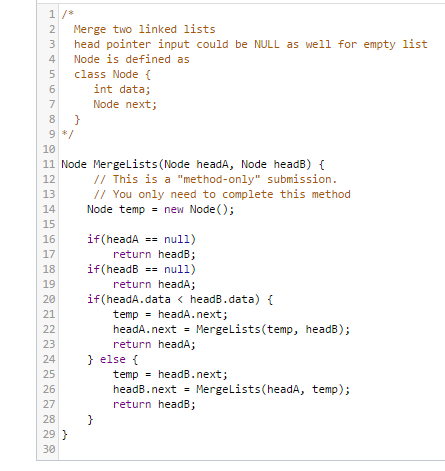 1 /*
2 Merge two linked lists
3 head pointer input could be NULL as well for empty list
4 Node is defined as
5 class Node {
6 int data;
7 Node next;
8 }
9 */
10
11 Node MergeLists(Node headA, Node headB) {
12 // This is a "method-only" submission.
13 // You only need to complete this method
14 Node temp = new Node();
15
16 if(headA == null)
17 return headB;
18 if(headB == null)
19 return headA;
20 if(headA.data < headB.data) {
21 temp = headA.next;
22 headA.next = MergeLists(temp, headB);
23 return headA;
24 } else {
25 temp = headB.next;
26 headB.next = MergeLists(headA, temp);
27 return headB;
28 }
29 }
30